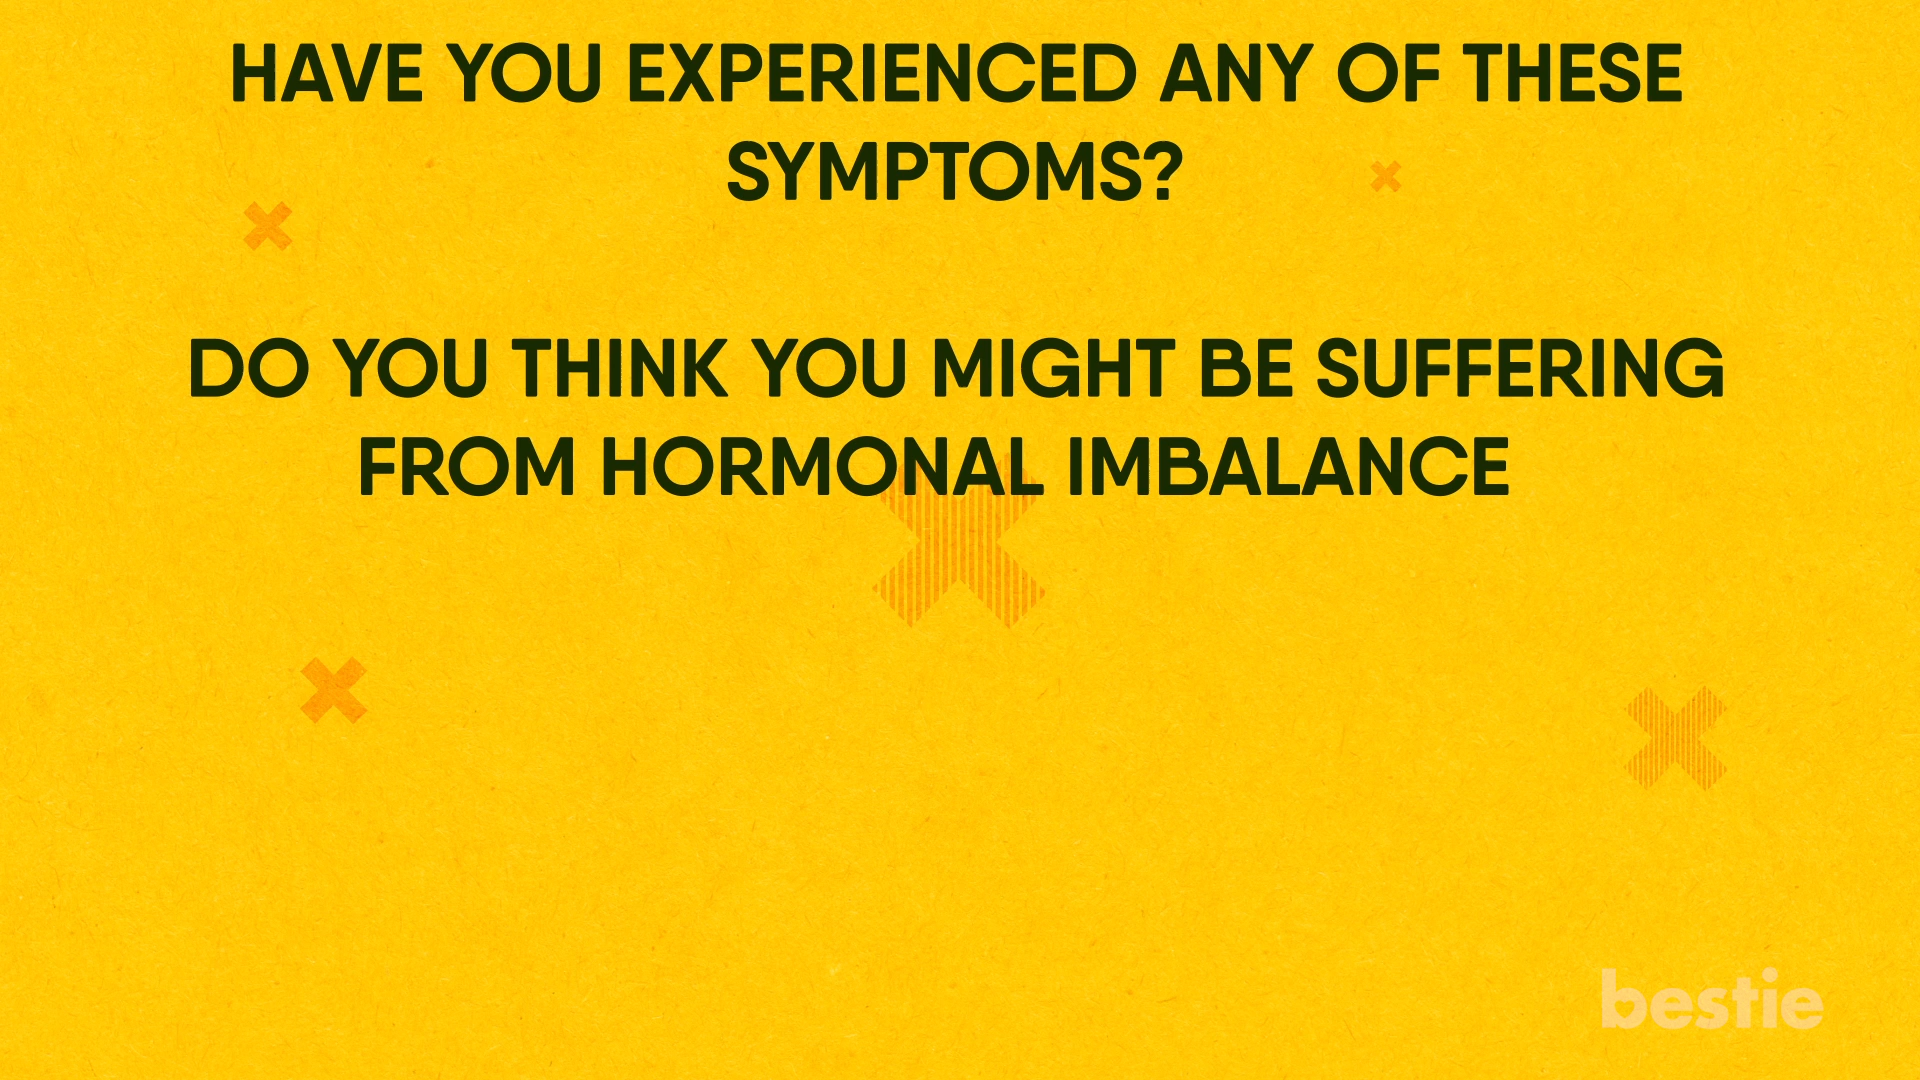 HAVE YOU EXPERIENCED ANY OF THESE
SYMPTOMS?
DO YOU THINK YOU MIGHT BE SUFFERING
FROM HORMONAL IMBALANCE
bestie